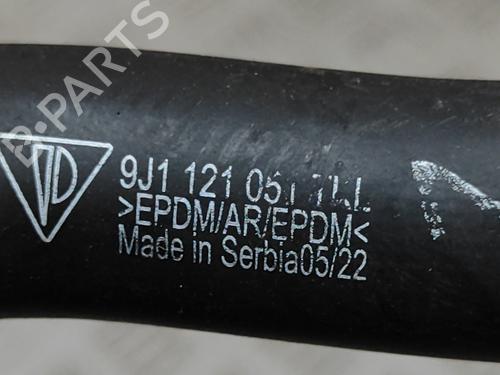 B-PARTS
9J1 121 051
>EPDM/AR/EPDM<
Made in Serbia05/22